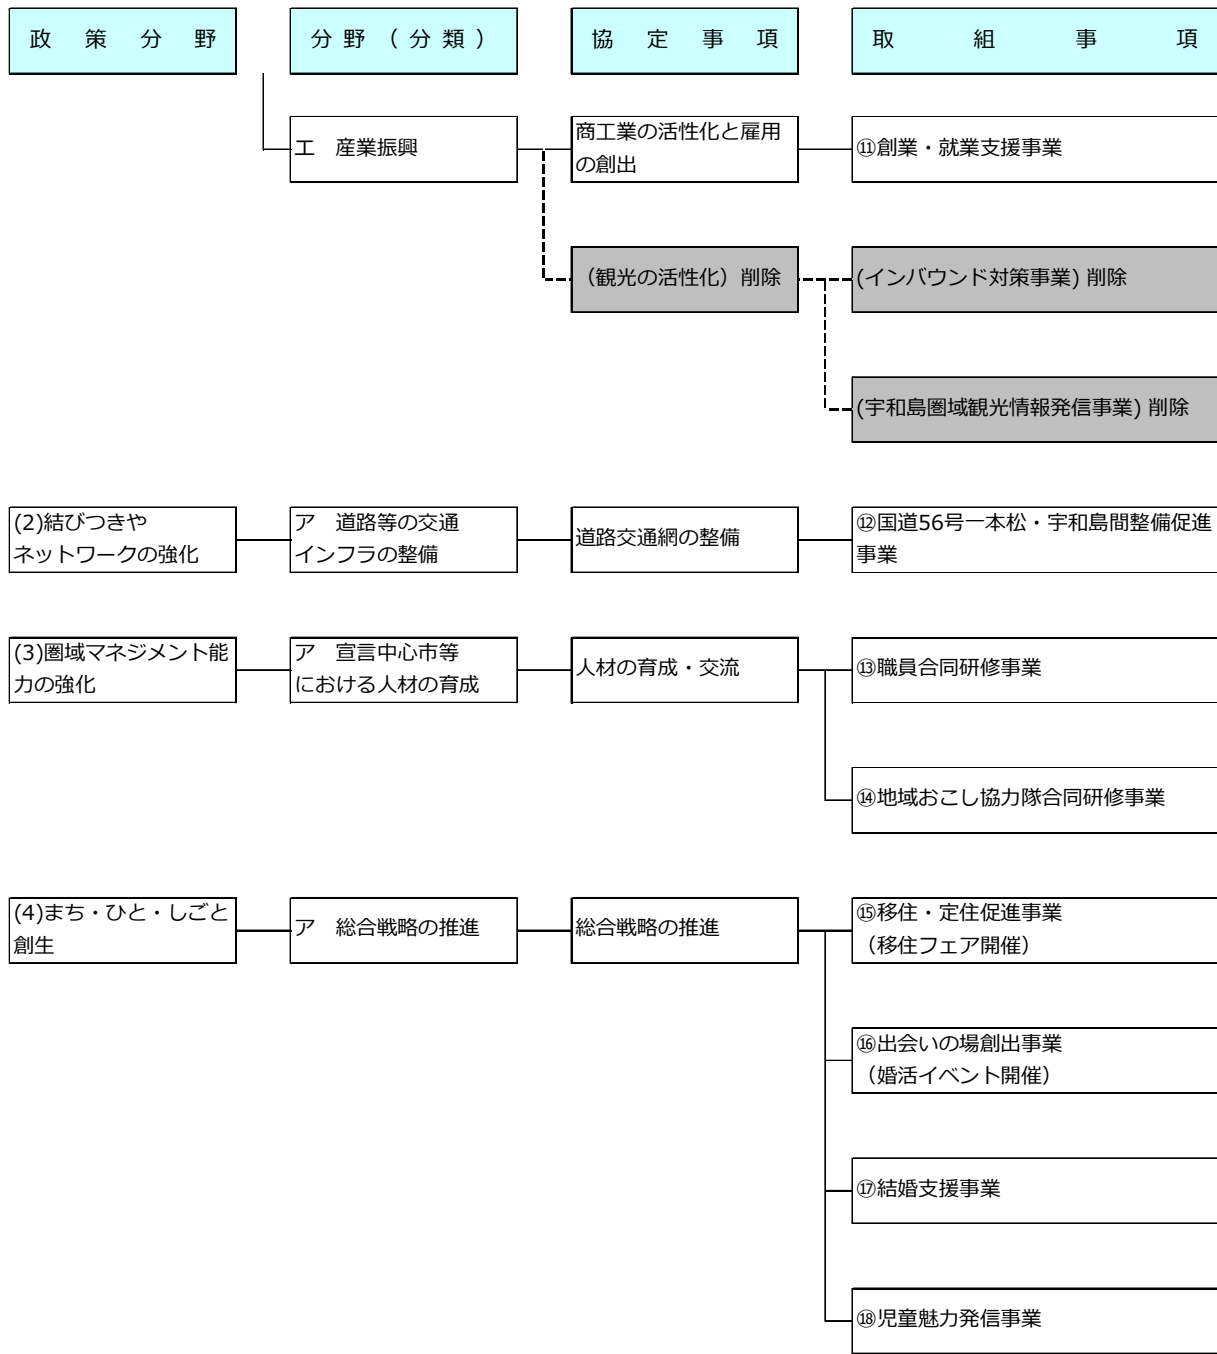 政策分野
分野（分類）
協定事項
取組事項
エ　産業振興
商工業の活性化と雇用
の創出
⑪創業・就業支援事業
（観光の活性化）削除
(インバウンド対策事業) 削除
(宇和島圏域観光情報発信事業) 削除
(2)結びつきや
ネットワークの強化
ア　道路等の交通
インフラの整備
道路交通網の整備
⑫国道56号一本松・宇和島間整備促進
事業
(3)圏域マネジメント能
力の強化
ア　宣言中心市等
における人材の育成
人材の育成・交流
⑬職員合同研修事業
⑭地域おこし協力隊合同研修事業
(4)まち・ひと・しごと
創生
ア　総合戦略の推進
総合戦略の推進
⑮移住・定住促進事業
（移住フェア開催）
⑯出会いの場創出事業
（婚活イベント開催）
⑰結婚支援事業
⑱児童魅力発信事業